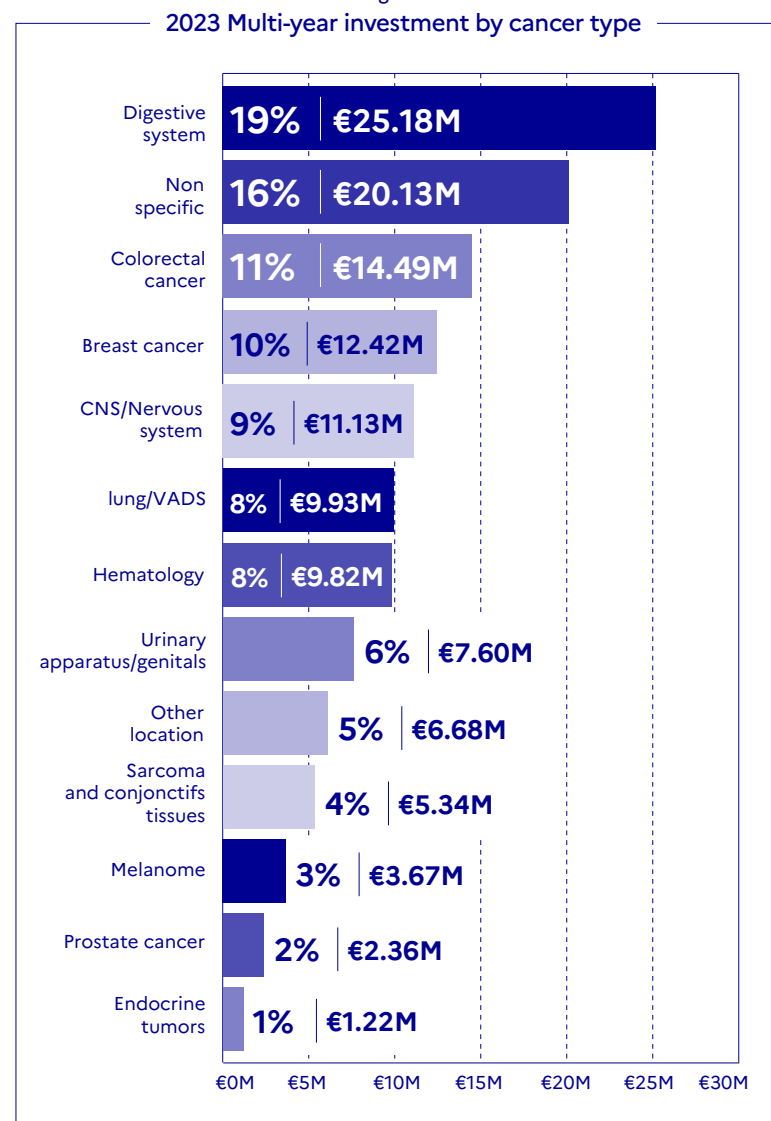 2023 Multi-year investment by cancer type
Digestive
system
19% €25.18M
Non
specific
16% €20.13M
Colorectal
cancer
11% €14.49M
Breast cancer
10% €12.42M
CNS/Nervous
system
9% €11.13M
lung/VADS
8% €9.93M
Hematology
8% €9.82M
Urinary
apparatus/genitals
6% €7.60M
Other
location
5% €6.68M
Sarcoma
and conjonctifs
tissues
4% €5.34M
Melanome
3% €3.67M
Prostate cancer
2% €2.36M
Endocrine
tumors
1% €1.22M
€0M €5M €10M €15M €20M €25M €30M